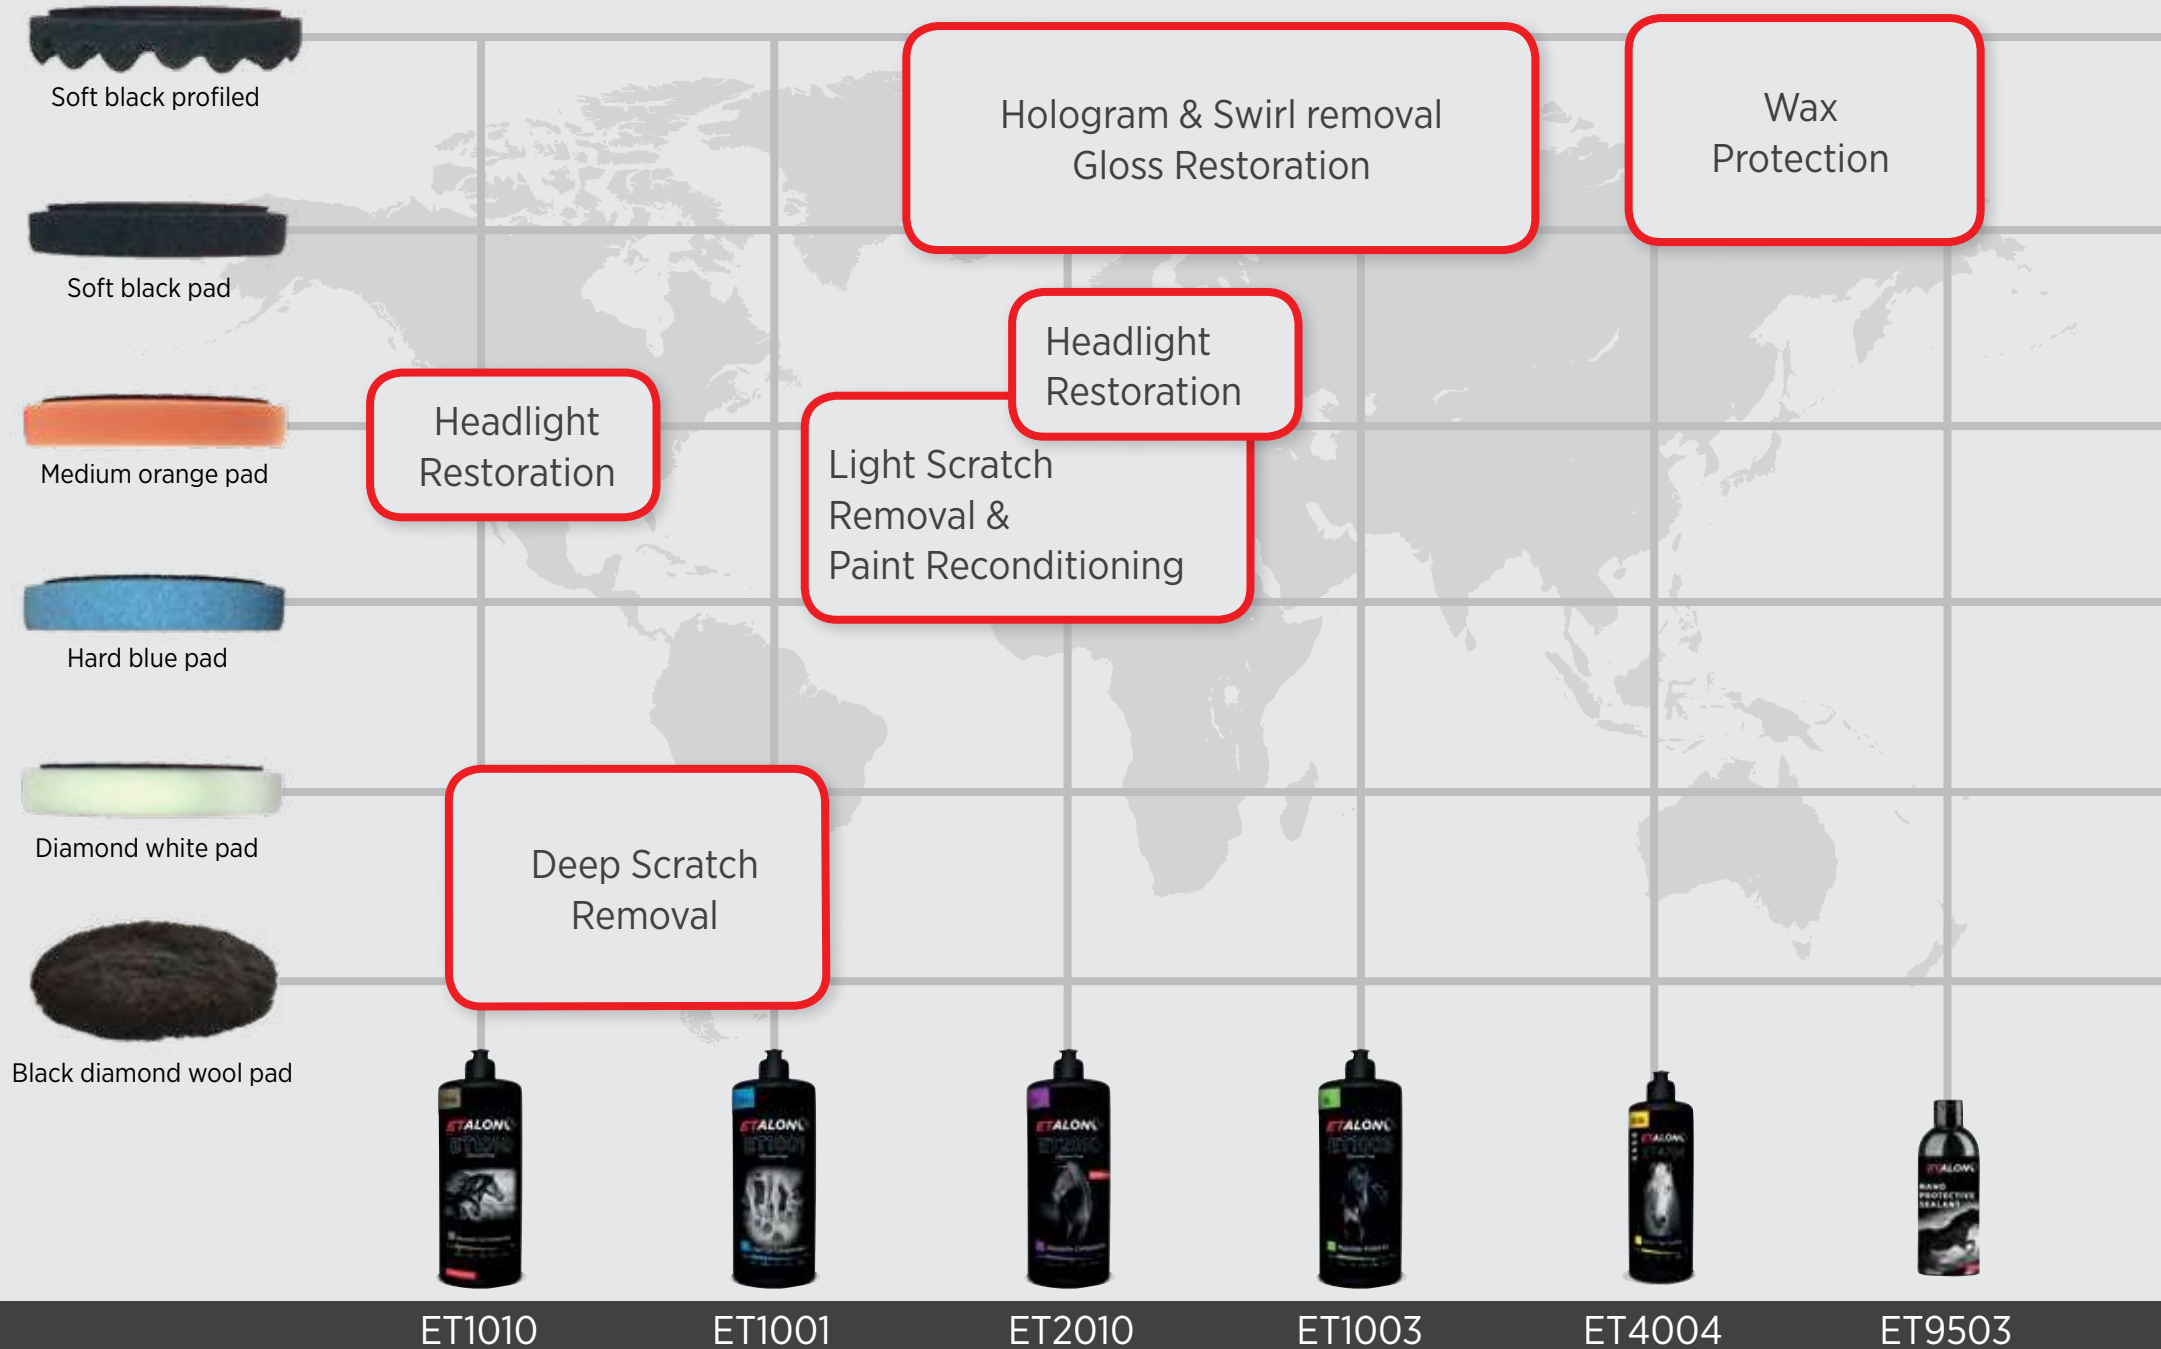 Soft black profiled
Hologram & Swirl removal
Gloss Restoration
Wax
Protection
Soft black pad
Headlight
Restoration
Medium orange pad
Headlight
Restoration
Light Scratch
Removal &
Paint Reconditioning
Hard blue pad
Diamond white pad
Deep Scratch
Removal
Black diamond wool pad
ETALON
ETALON
ETALON
ETALON
ETALON
ETALON
NANO
PROTECTIVE
SEALANT
ET1010
ET1001
ET2010
ET1003
ET4004
ET9503